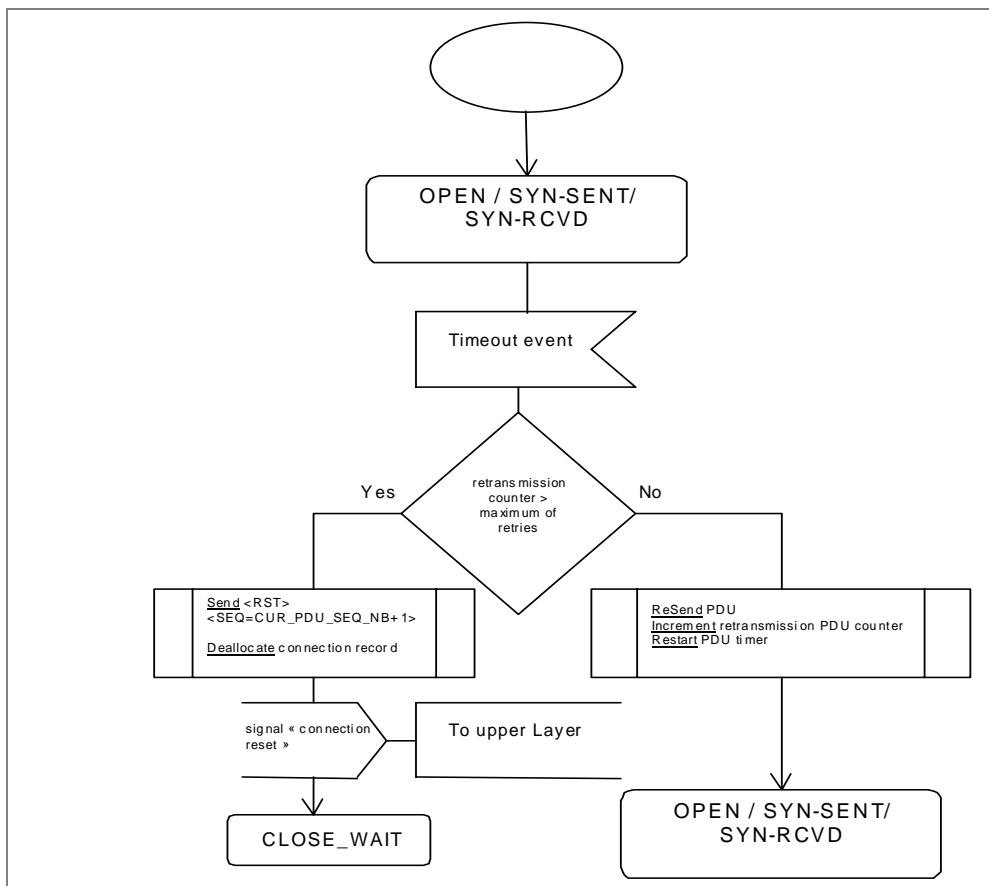 OPEN / SYN-SENT/
SYN-RCVD
Timeout event
retransmission
counter >
maximum of
retries
Yes
No
Send <RST>
<SEQ=CUR_PDU_SEQ_NB+1>
Deallocate connection record
ReSend PDU
Increment retransmission PDU counter
Restart PDU timer
signal « connection
reset »
To upper Layer
CLOSE_WAIT
OPEN / SYN-SENT/
SYN-RCVD